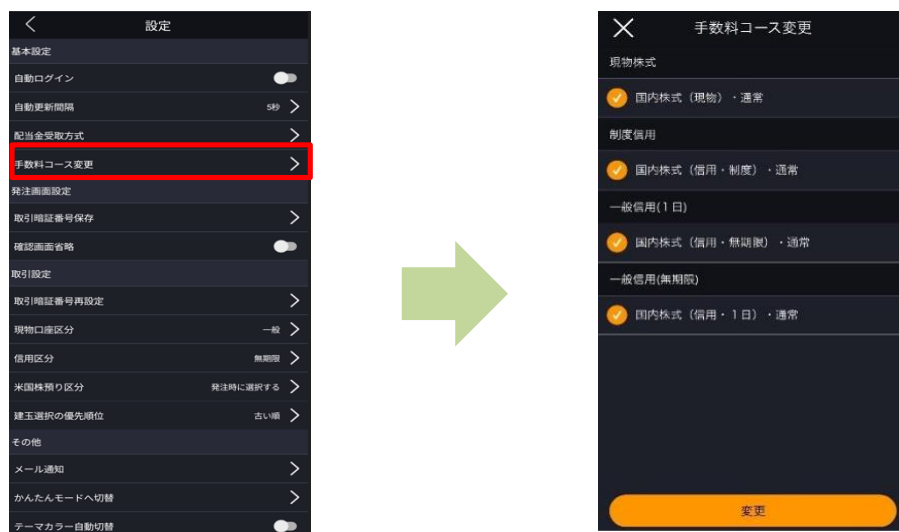 設定
基本設定
自動ログイン
自動更新間隔 5秒
配当金受取方式
手数料コース変更
発注画面設定
取引暗証番号保存
確認画面省略
取引設定
取引暗証番号再設定
現物口座区分 一般
信用区分 無期限
米国株預り区分 発注時に選択する
建玉選択の優先順位 古い順
その他
メール通知
かんたんモードへ切替
テーマカラー自動切替
手数料コース変更
現物株式
国内株式（現物）・通常
制度信用
国内株式（信用・制度）・通常
一般信用(1日)
国内株式（信用・無期限）・通常
一般信用(無期限)
国内株式（信用・1日）・通常
変更